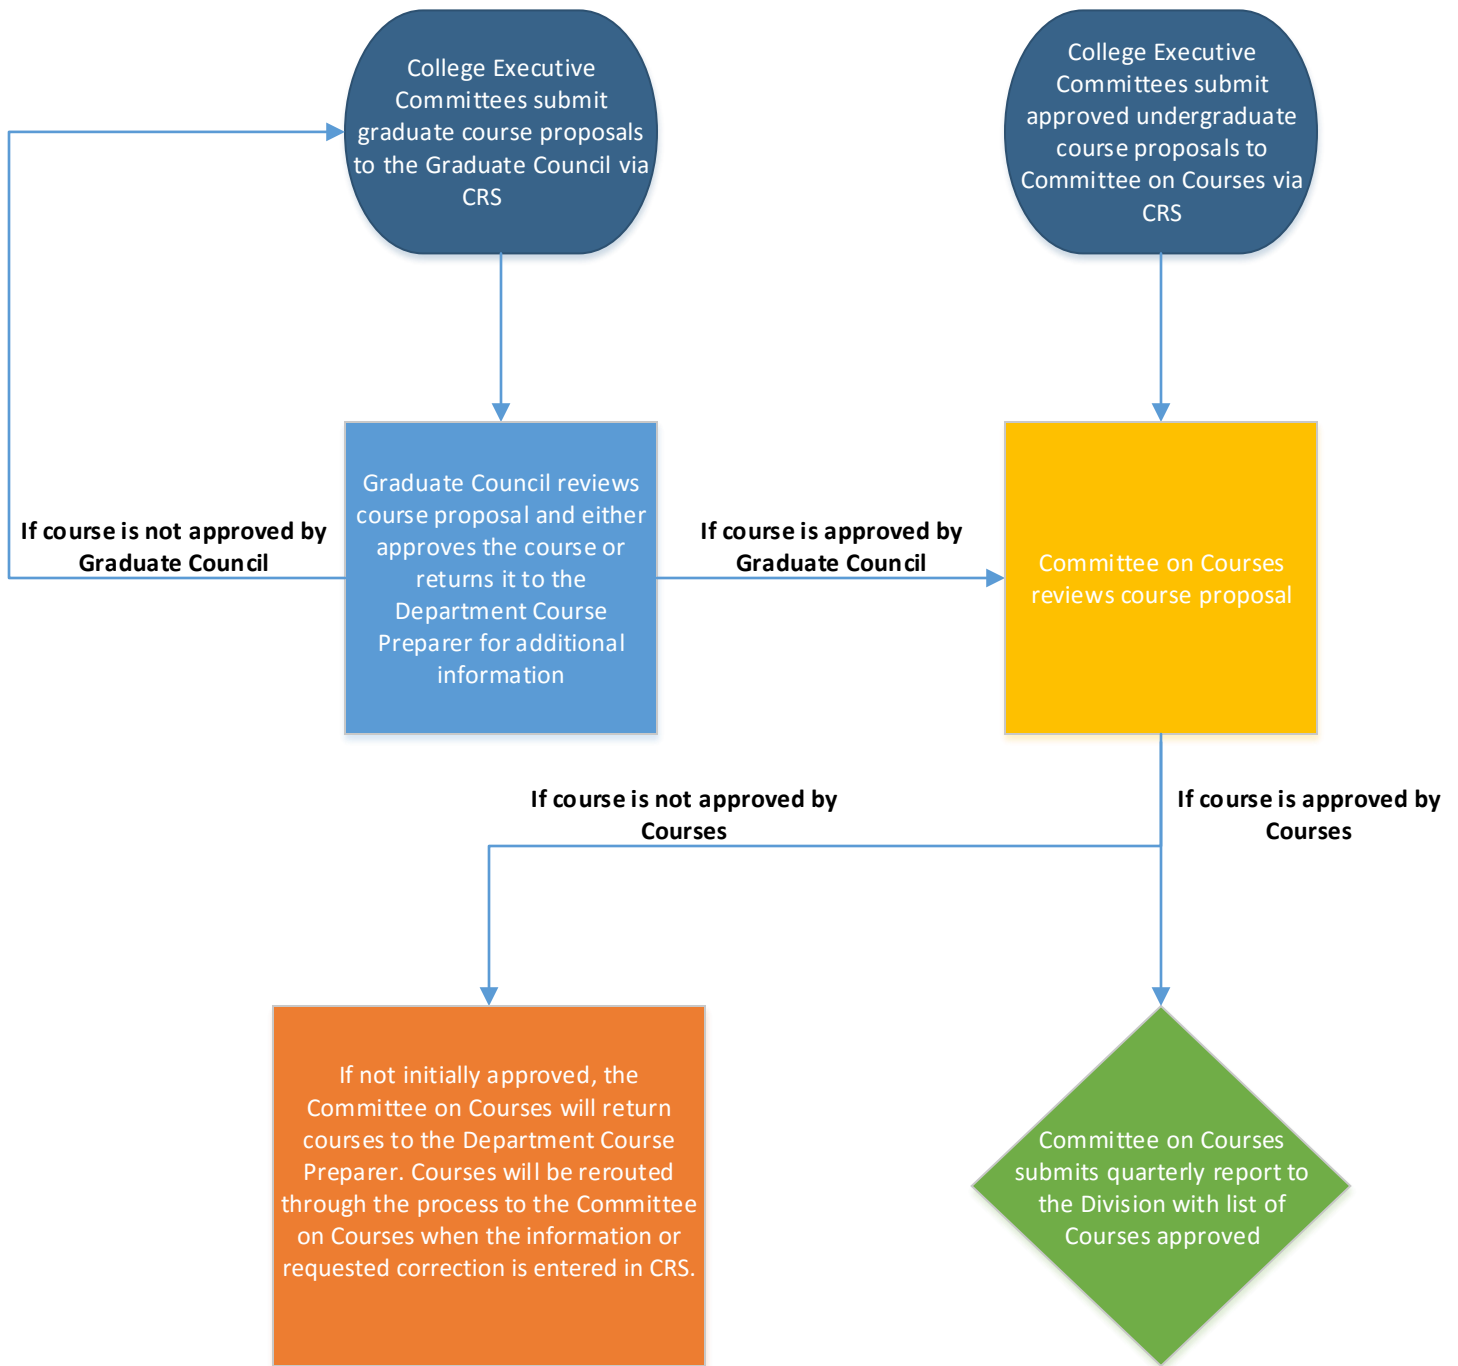 College Executive
Committees submit
graduate course proposals
to the Graduate Council via
CRS
College Executive
Committees submit
approved undergraduate
course proposals to
Committee on Courses via
CRS
If course is not approved by
Graduate Council
Graduate Council reviews
course proposal and either
approves the course or
returns it to the
Department Course
Preparer for additional
information
If course is approved by
Graduate Council
Committee on Courses
reviews course proposal
If course is not approved by
Courses
If course is approved by
Courses
If not initially approved, the
Committee on Courses will return
courses to the Department Course
Preparer. Courses will be rerouted
through the process to the Committee
on Courses when the information or
requested correction is entered in CRS.
Committee on Courses
submits quarterly report to
the Division with list of
Courses approved